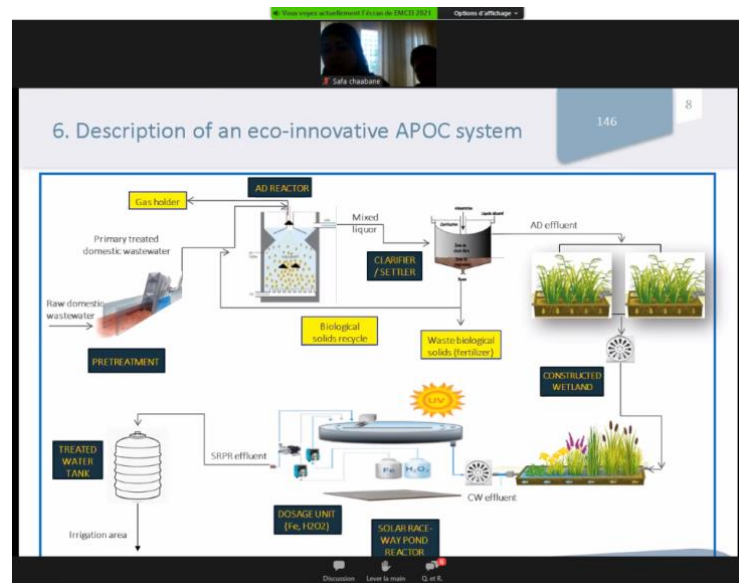 Vous voyez actuellement l'écran de EMCEI 2021
Options d'affichage
Safa chaabane
8
146
6. Description of an eco-innovative APOC system
AD REACTOR
Gas holder
Mixed
liquor
AD effluent
Primary treated
domestic wastewater
CLARIFIER
/ SETTLER
Raw domestic
wastewater
PRETREATMENT
Biological
solids recycle
Waste biological
solids (fertilizer)
CONSTRUCTED
WETLAND
UV
TREATED
WATER
TANK
SRPR effluent
Fe
H₂O₂
CW effluent
DOSAGE UNIT
(Fe, H2O2)
Irrigation area
SOLAR RACE-
WAY POND
REACTOR
Discussion
Lever la main
Q. et R.